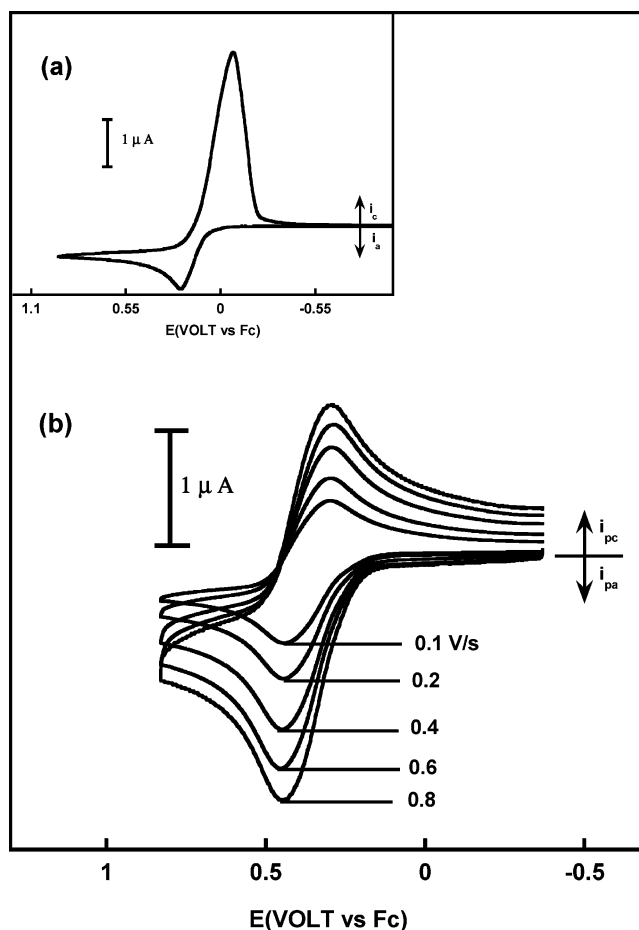 (a)
1 µ A
i_c
i_a
1.1 0.55 0 -0.55
E(VOLT vs Fc)
(b)
1 µ A
i_pc
i_pa
0.1 V/s
0.2
0.4
0.6
0.8
1 0.5 0 -0.5
E(VOLT vs Fc)